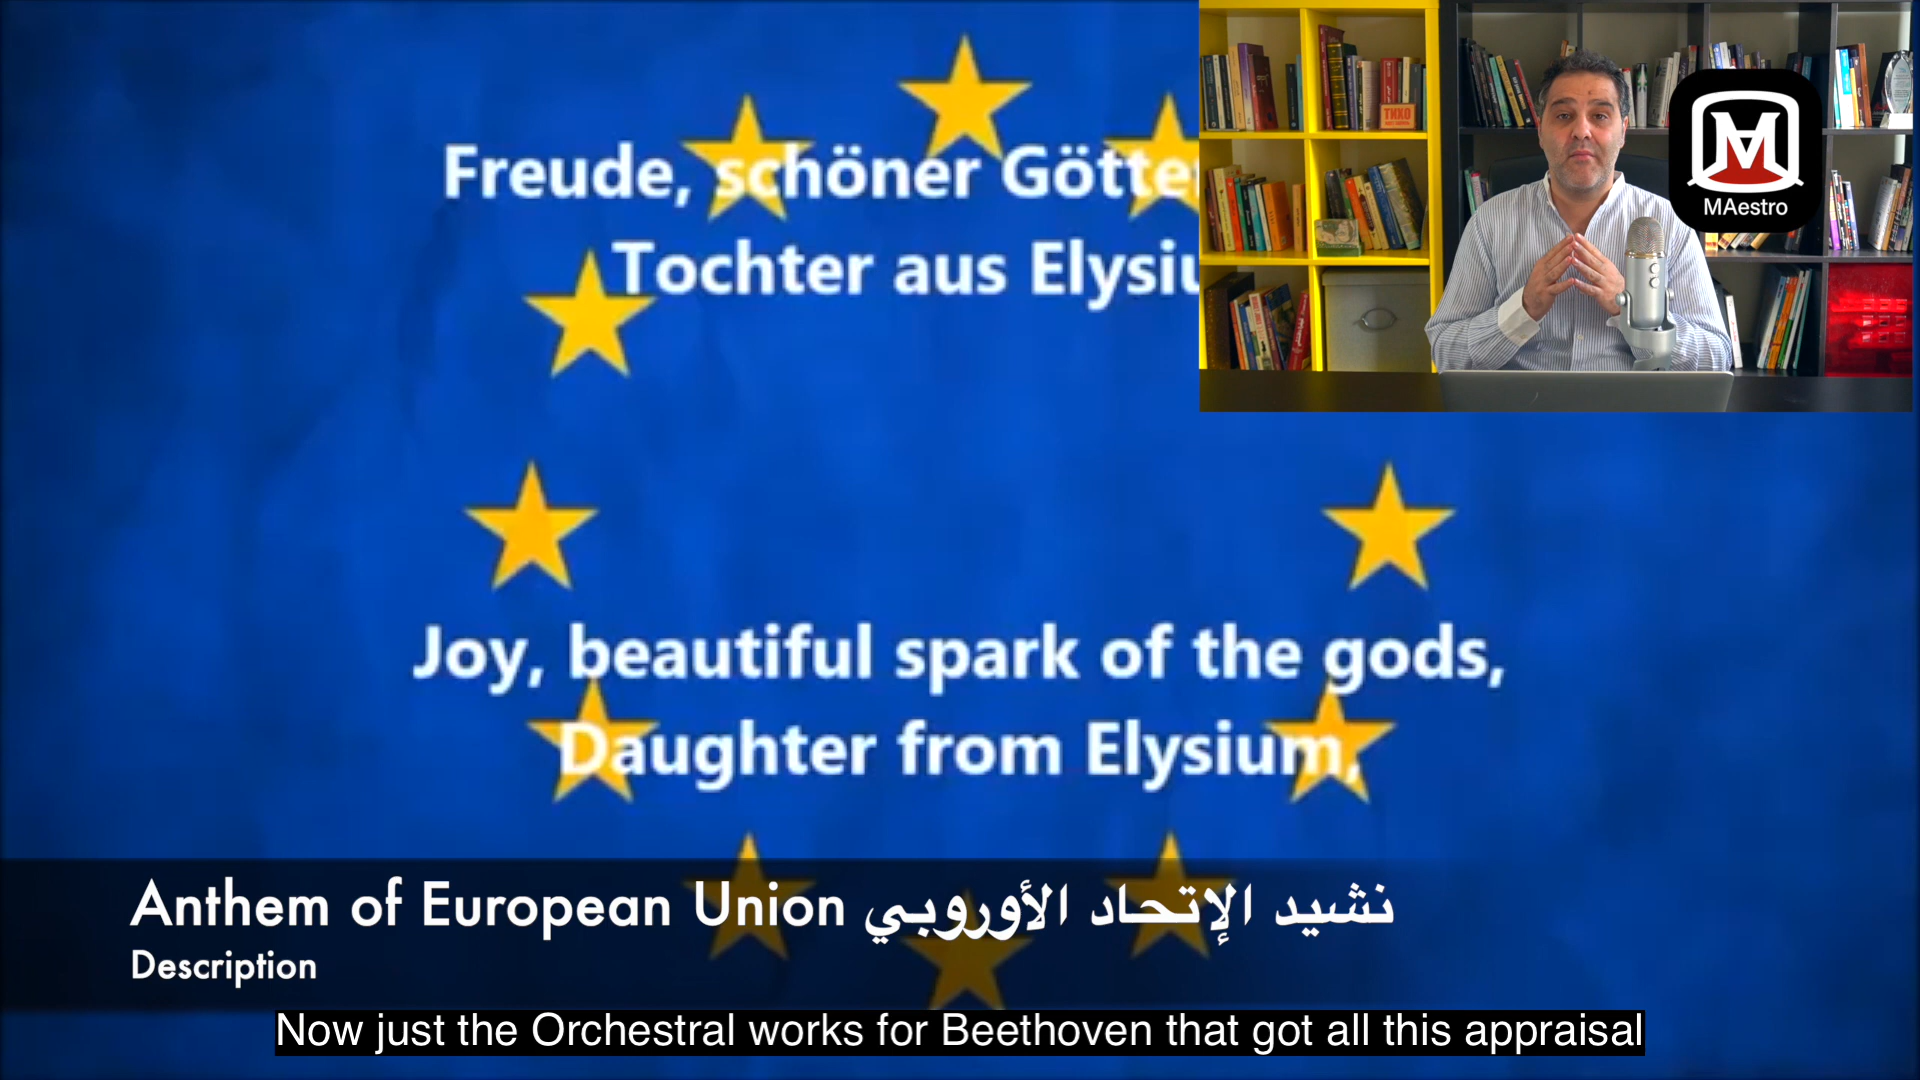 Freude, schöner Götte
Tochter aus Elysiu
ТИХО
MAestro
Joy, beautiful spark of the gods,
Daughter from Elysium,
Anthem of European Union نشيد الإتحاد الأوروبي
Description
Now just the Orchestral works for Beethoven that got all this appraisal